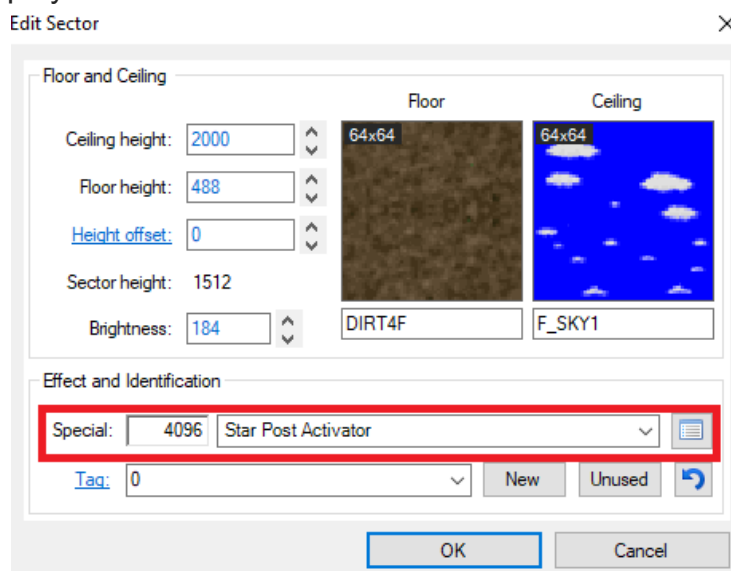 Edit Sector
Floor and Ceiling
Floor Ceiling
Ceiling height: 2000
64x64 64x64
Floor height: 488
Height offset: 0
Sector height: 1512
Brightness: 184
DIRT4F F_SKY1
Effect and Identification
Special: 4096 Star Post Activator
Tag: 0 New Unused
OK Cancel